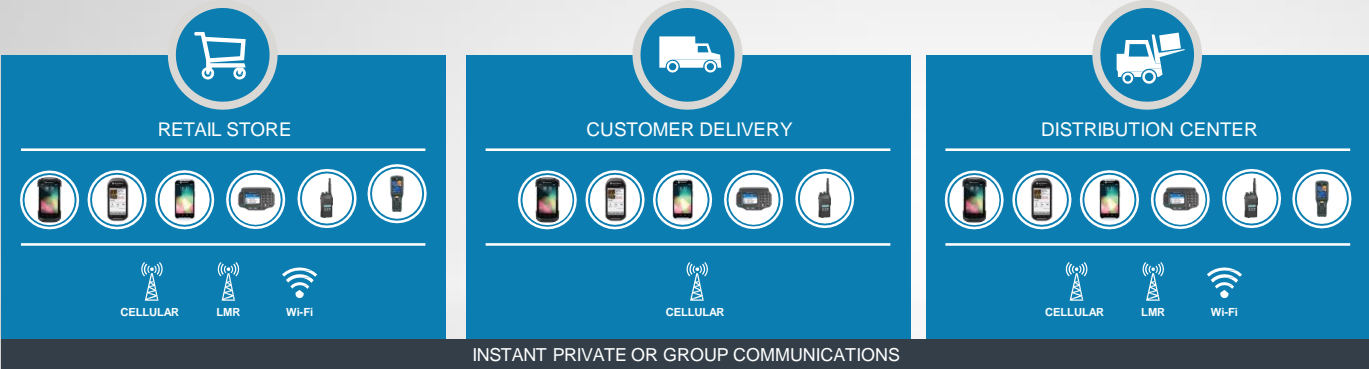 RETAIL STORE
CELLULAR
LMR
Wi-Fi
CUSTOMER DELIVERY
CELLULAR
DISTRIBUTION CENTER
CELLULAR
LMR
Wi-Fi
INSTANT PRIVATE OR GROUP COMMUNICATIONS